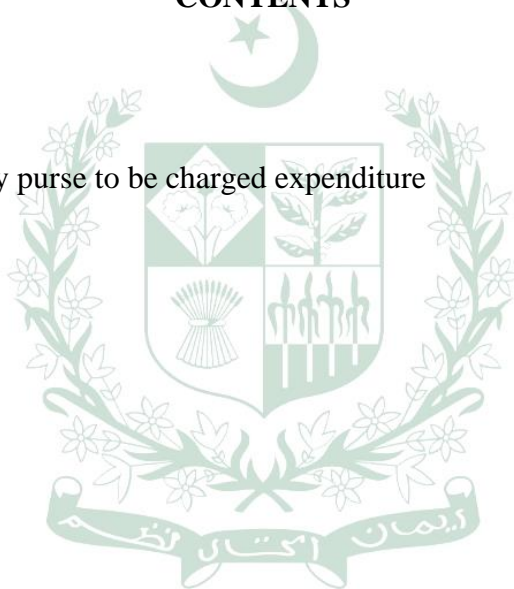 CONTENTS
y purse to be charged expenditure
ایمان اتحاد نظم